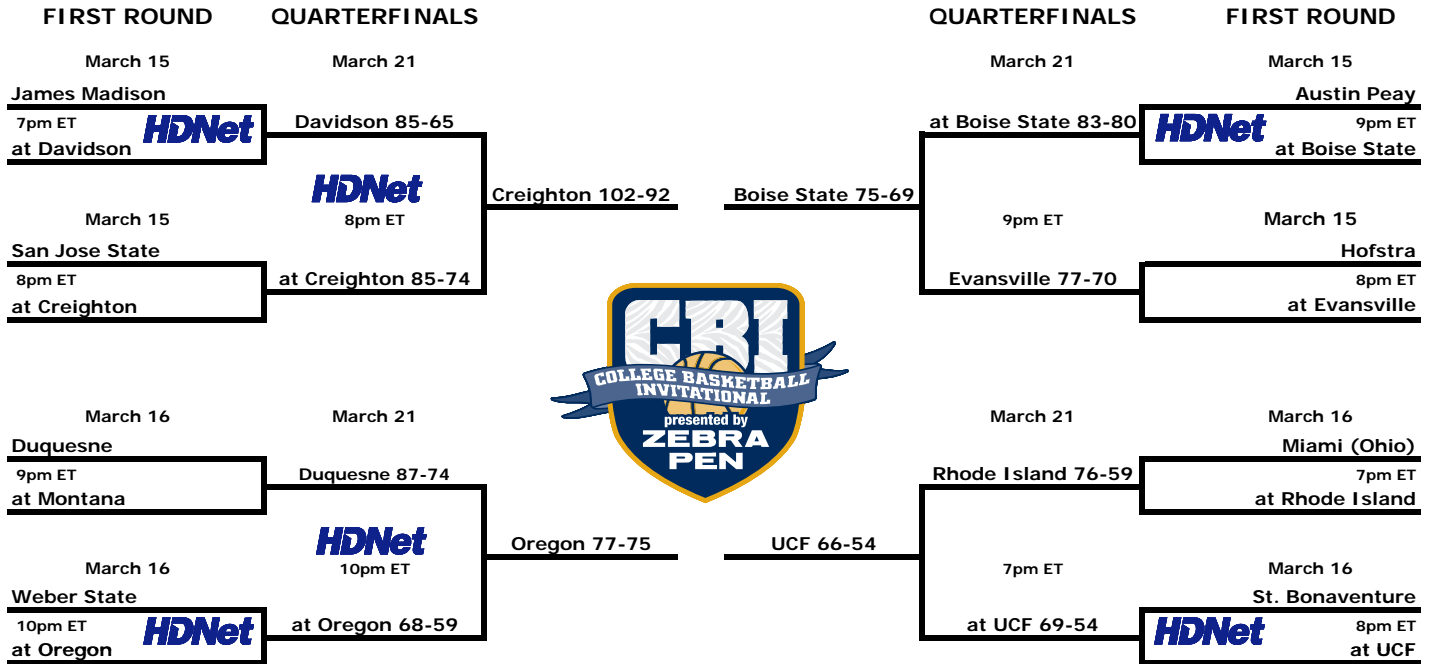 FIRST ROUND
QUARTERFINALS
QUARTERFINALS
FIRST ROUND
March 15
March 21
March 21
March 15
James Madison
7pm ET
HDNet
at Davidson
Davidson 85-65
HDNet
8pm ET
Creighton 102-92
March 15
San Jose State
8pm ET
at Creighton
at Creighton 85-74
Boise State 75-69
at Boise State 83-80
9pm ET
Evansville 77-70
Austin Peay
HDNet
9pm ET
at Boise State
March 15
Hofstra
8pm ET
at Evansville
CBI
COLLEGE BASKETBALL
INVITATIONAL
presented by
ZEBRA
PEN
March 16
March 21
Duquesne
9pm ET
at Montana
Duquesne 87-74
HDNet
10pm ET
Oregon 77-75
March 16
Weber State
10pm ET
HDNet
at Oregon
at Oregon 68-59
March 21
March 16
Rhode Island 76-59
Miami (Ohio)
7pm ET
at Rhode Island
UCF 66-54
7pm ET
at UCF 69-54
March 16
St. Bonaventure
HDNet
8pm ET
at UCF